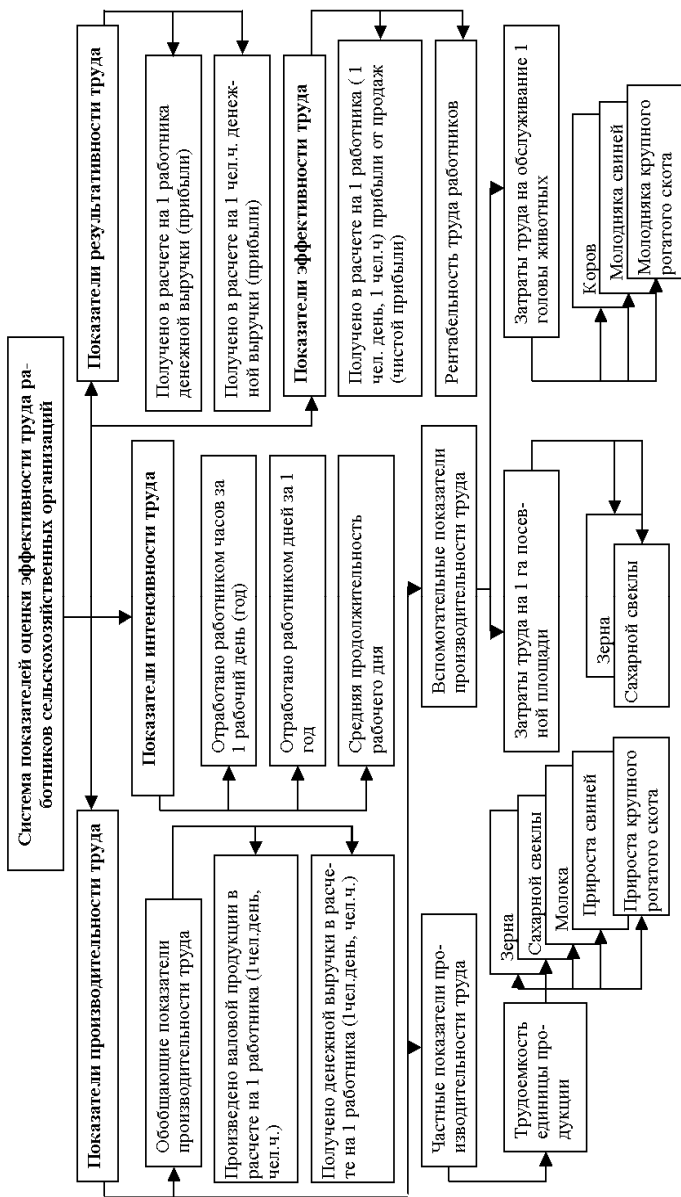 Система показателей оценки эффективности труда ра-
ботников сельскохозяйственных организаций
Показатели производительности труда
Обобщающие показатели
производительности труда
Произведено валовой продукции в
расчете на 1 работника (1чел.день,
чел.ч.)
Получено денежной выручки в расче-
те на 1 работника (1чел.день, чел.ч.)
Показатели интенсивности труда
Отработано работником часов за
1 рабочий день (год)
Отработано работником дней за 1
год
Средняя продолжительность
рабочего дня
Показатели результативности труда
Получено в расчете на 1 работника
денежной выручки (прибыли)
Получено в расчете на 1 чел.ч. денеж-
ной выручки (прибыли)
Показатели эффективности труда
Получено в расчете на 1 работника ( 1
чел. день, 1 чел.ч) прибыли от продаж
(чистой прибыли)
Рентабельность труда работников
Частные показатели про-
изводительности труда
Трудоемкость
единицы про-
дукции
Зерна
Сахарной свеклы
Молока
Прироста свиней
Прироста крупного
рогатого скота
Вспомогательные показатели
производительности труда
Затраты труда на 1 га посев-
ной площади
Зерна
Сахарной свеклы
Затраты труда на обслуживание 1
головы животных
Коров
Молодняка свиней
Молодняка крупного
рогатого скота